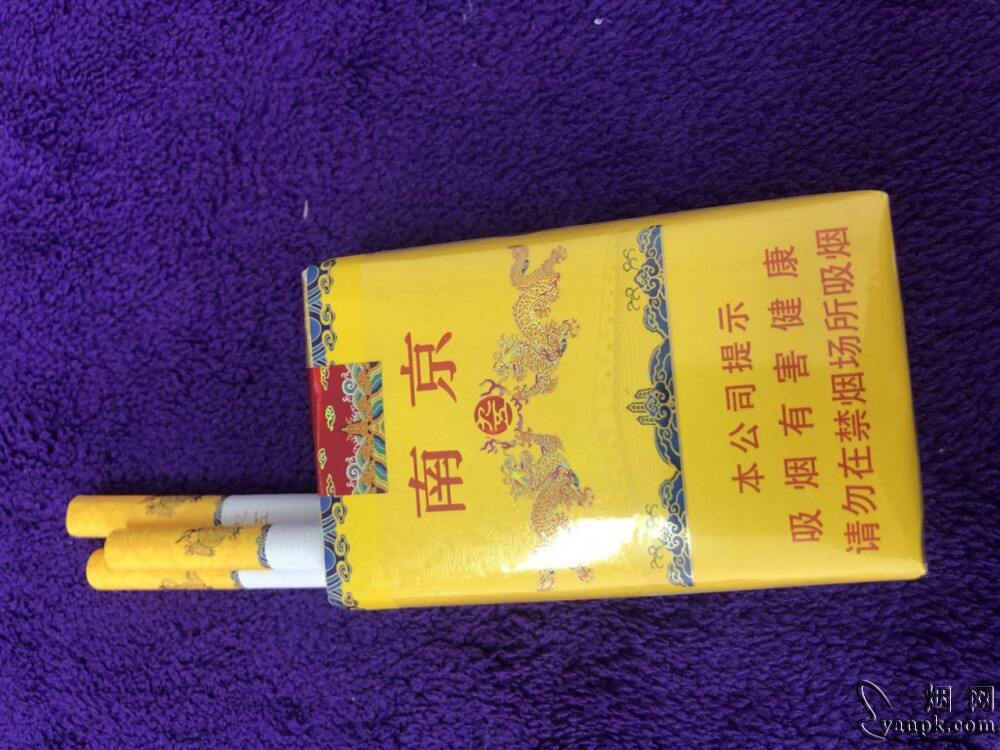 南京
本公司提示
吸烟有害健康
请勿在禁烟场所吸烟
烟网
yanpk.com